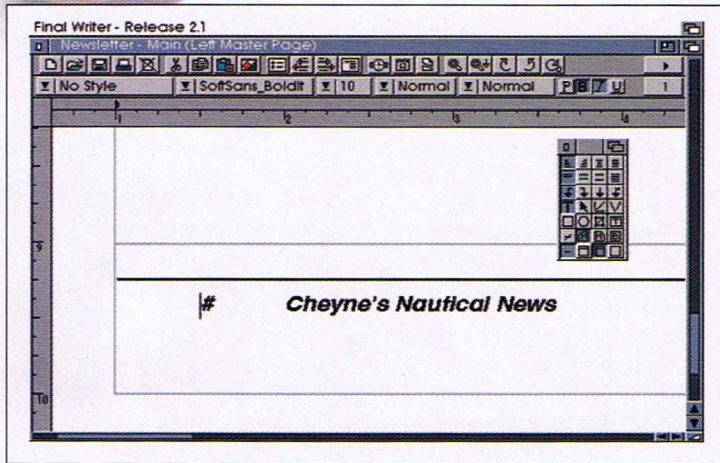 Final Writer - Release 2.1
Newsletter - Main (Left Master Page)
No Style SoftSans_BoldIt 10 Normal Normal P B I U 1
1 2 3 4
9
# Cheyne's Nautical News
10